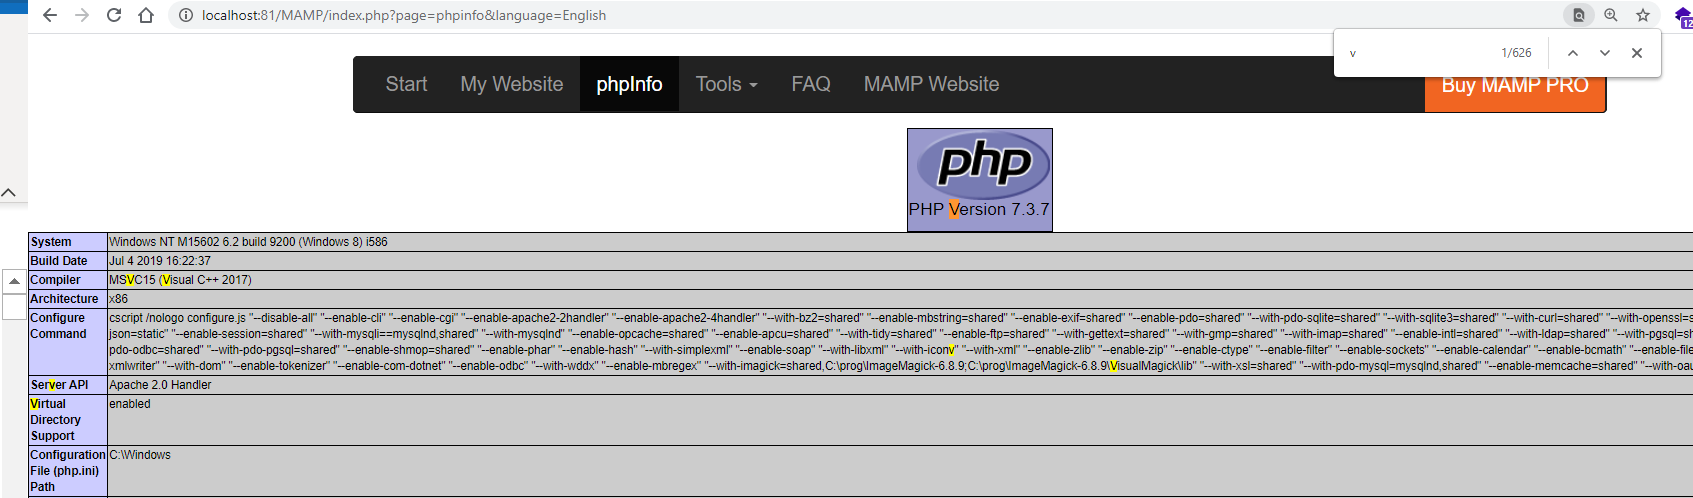 localhost:81/MAMP/index.php?page=phpinfo&language=English
12
v 1/626
Start My Website phpInfo Tools FAQ MAMP Website Buy MAMP PRO
php
PHP Version 7.3.7
System Windows NT M15602 6.2 build 9200 (Windows 8) i586
Build Date Jul 4 2019 16:22:37
Compiler MSVC15 (Visual C++ 2017)
Architecture x86
Configure cscript /nologo configure.js "--disable-all" "--enable-cli" "--enable-cgi" "--enable-apache2-2handler" "--enable-apache2-4handler" "--with-bz2=shared" "--enable-mbstring=shared" "--enable-exif=shared" "--enable-pdo=shared" "--with-pdo-sqlite=shared" "--with-sqlite3=shared" "--with-curl=shared" "--with-openssl=s
Command json=static" "--enable-session=shared" "--with-mysqli==mysqlnd,shared" "--with-mysqlnd" "--enable-opcache=shared" "--enable-apcu=shared" "--with-tidy=shared" "--enable-ftp=shared" "--with-gettext=shared" "--with-gmp=shared" "--with-imap=shared" "--enable-intl=shared" "--with-ldap=shared" "--with-pgsql=sh
pdo-odbc=shared" "--with-pdo-pgsql=shared" "--enable-shmop=shared" "--enable-phar" "--enable-hash" "--with-simplexml" "--enable-soap" "--with-libxml" "--with-iconv" "--with-xml" "--enable-zlib" "--enable-zip" "--enable-ctype" "--enable-filter" "--enable-sockets" "--enable-calendar" "--enable-bcmath" "--enable-file
xmlwriter" "--with-dom" "--enable-tokenizer" "--enable-com-dotnet" "--enable-odbc" "--with-wddx" "--enable-mbregex" "--with-imagick=shared,C:\prog\ImageMagick-6.8.9;C:\prog\ImageMagick-6.8.9\VisualMagick\lib" "--with-xsl=shared" "--with-pdo-mysql=mysqlnd,shared" "--enable-memcache=shared" "--with-oau
Server API Apache 2.0 Handler
Virtual enabled
Directory
Support
Configuration C:\Windows
File (php.ini)
Path